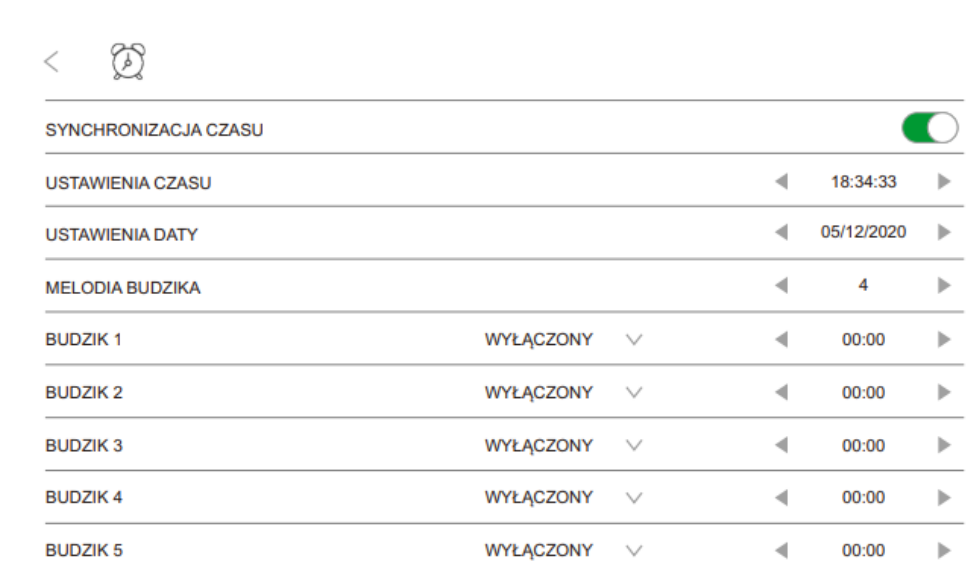 SYNCHRONIZACJA CZASU
USTAWIENIA CZASU 18:34:33
USTAWIENIA DATY 05/12/2020
MELODIA BUDZIKA 4
BUDZIK 1 WYŁĄCZONY 00:00
BUDZIK 2 WYŁĄCZONY 00:00
BUDZIK 3 WYŁĄCZONY 00:00
BUDZIK 4 WYŁĄCZONY 00:00
BUDZIK 5 WYŁĄCZONY 00:00